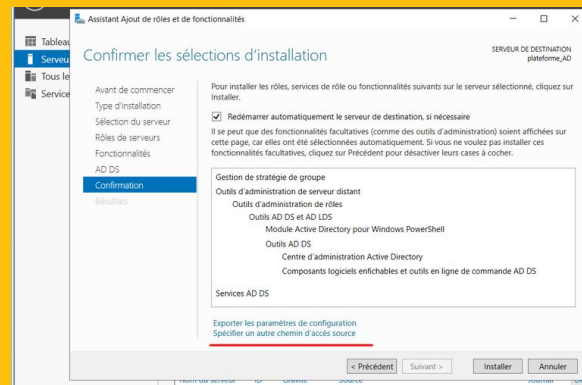 Assistant Ajout de rôles et de fonctionnalités
Tableau
Serveu
Tous le
Service
Confirmer les sélections d'installation
SERVEUR DE DESTINATION
plateforme_AD
Avant de commencer
Type d'installation
Sélection du serveur
Rôles de serveurs
Fonctionnalités
AD DS
Confirmation
Résultats
Pour installer les rôles, services de rôle ou fonctionnalités suivants sur le serveur sélectionné, cliquez sur
Installer.
Redémarrer automatiquement le serveur de destination, si nécessaire
Il se peut que des fonctionnalités facultatives (comme des outils d'administration) soient affichées sur
cette page, car elles ont été sélectionnées automatiquement. Si vous ne voulez pas installer ces
fonctionnalités facultatives, cliquez sur Précédent pour désactiver leurs cases à cocher.
Gestion de stratégie de groupe
Outils d'administration de serveur distant
Outils d'administration de rôles
Outils AD DS et AD LDS
Module Active Directory pour Windows PowerShell
Outils AD DS
Centre d'administration Active Directory
Composants logiciels enfichables et outils en ligne de commande AD DS
Services AD DS
Exporter les paramètres de configuration
Spécifier un autre chemin d'accès source
< Précédent Suivant > Installer Annuler
Nom du serveur ID Gravité Source Journal